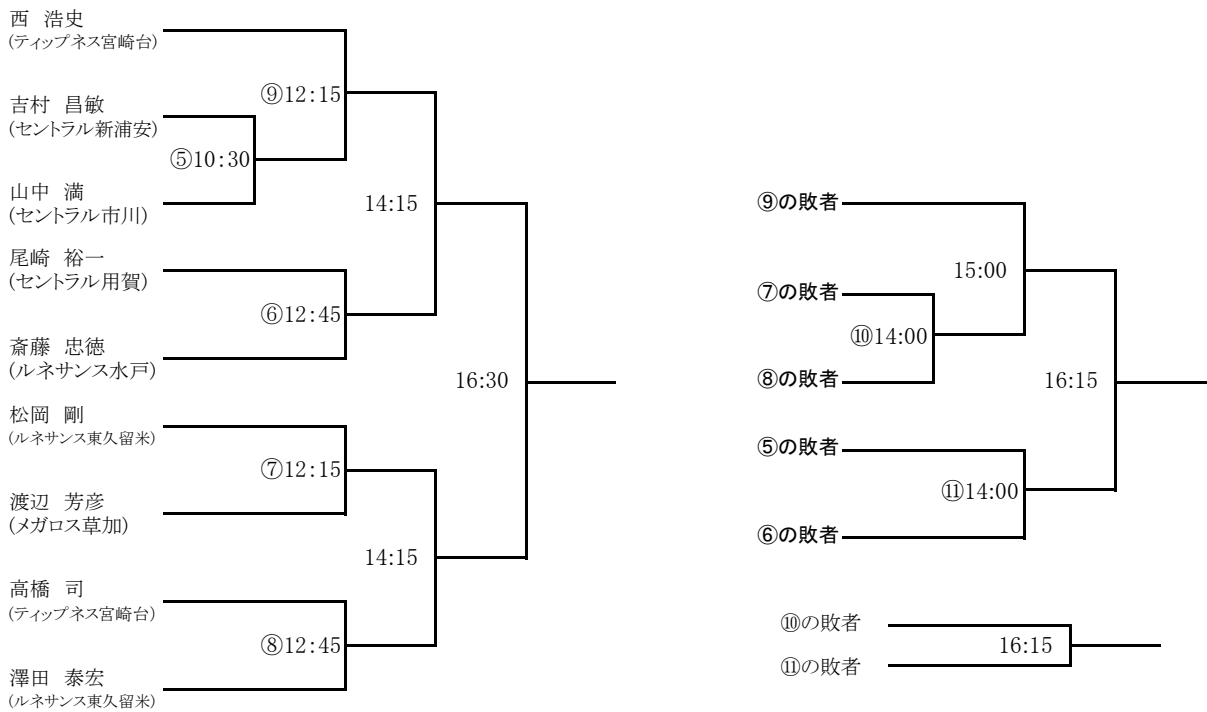 西 浩史
(ティップネス宮崎台)
⑨12:15
吉村 昌敏
(セントラル新浦安)
⑤10:30
山中 満
(セントラル市川)
14:15
尾崎 裕一
(セントラル用賀)
⑥12:45
斎藤 忠徳
(ルネサンス水戸)
16:30
松岡 剛
(ルネサンス東久留米)
⑦12:15
渡辺 芳彦
(メガロス草加)
14:15
高橋 司
(ティップネス宮崎台)
⑧12:45
澤田 泰宏
(ルネサンス東久留米)
⑨の敗者
15:00
⑦の敗者
⑩14:00
⑧の敗者
16:15
⑤の敗者
⑪14:00
⑥の敗者
⑩の敗者
16:15
⑪の敗者